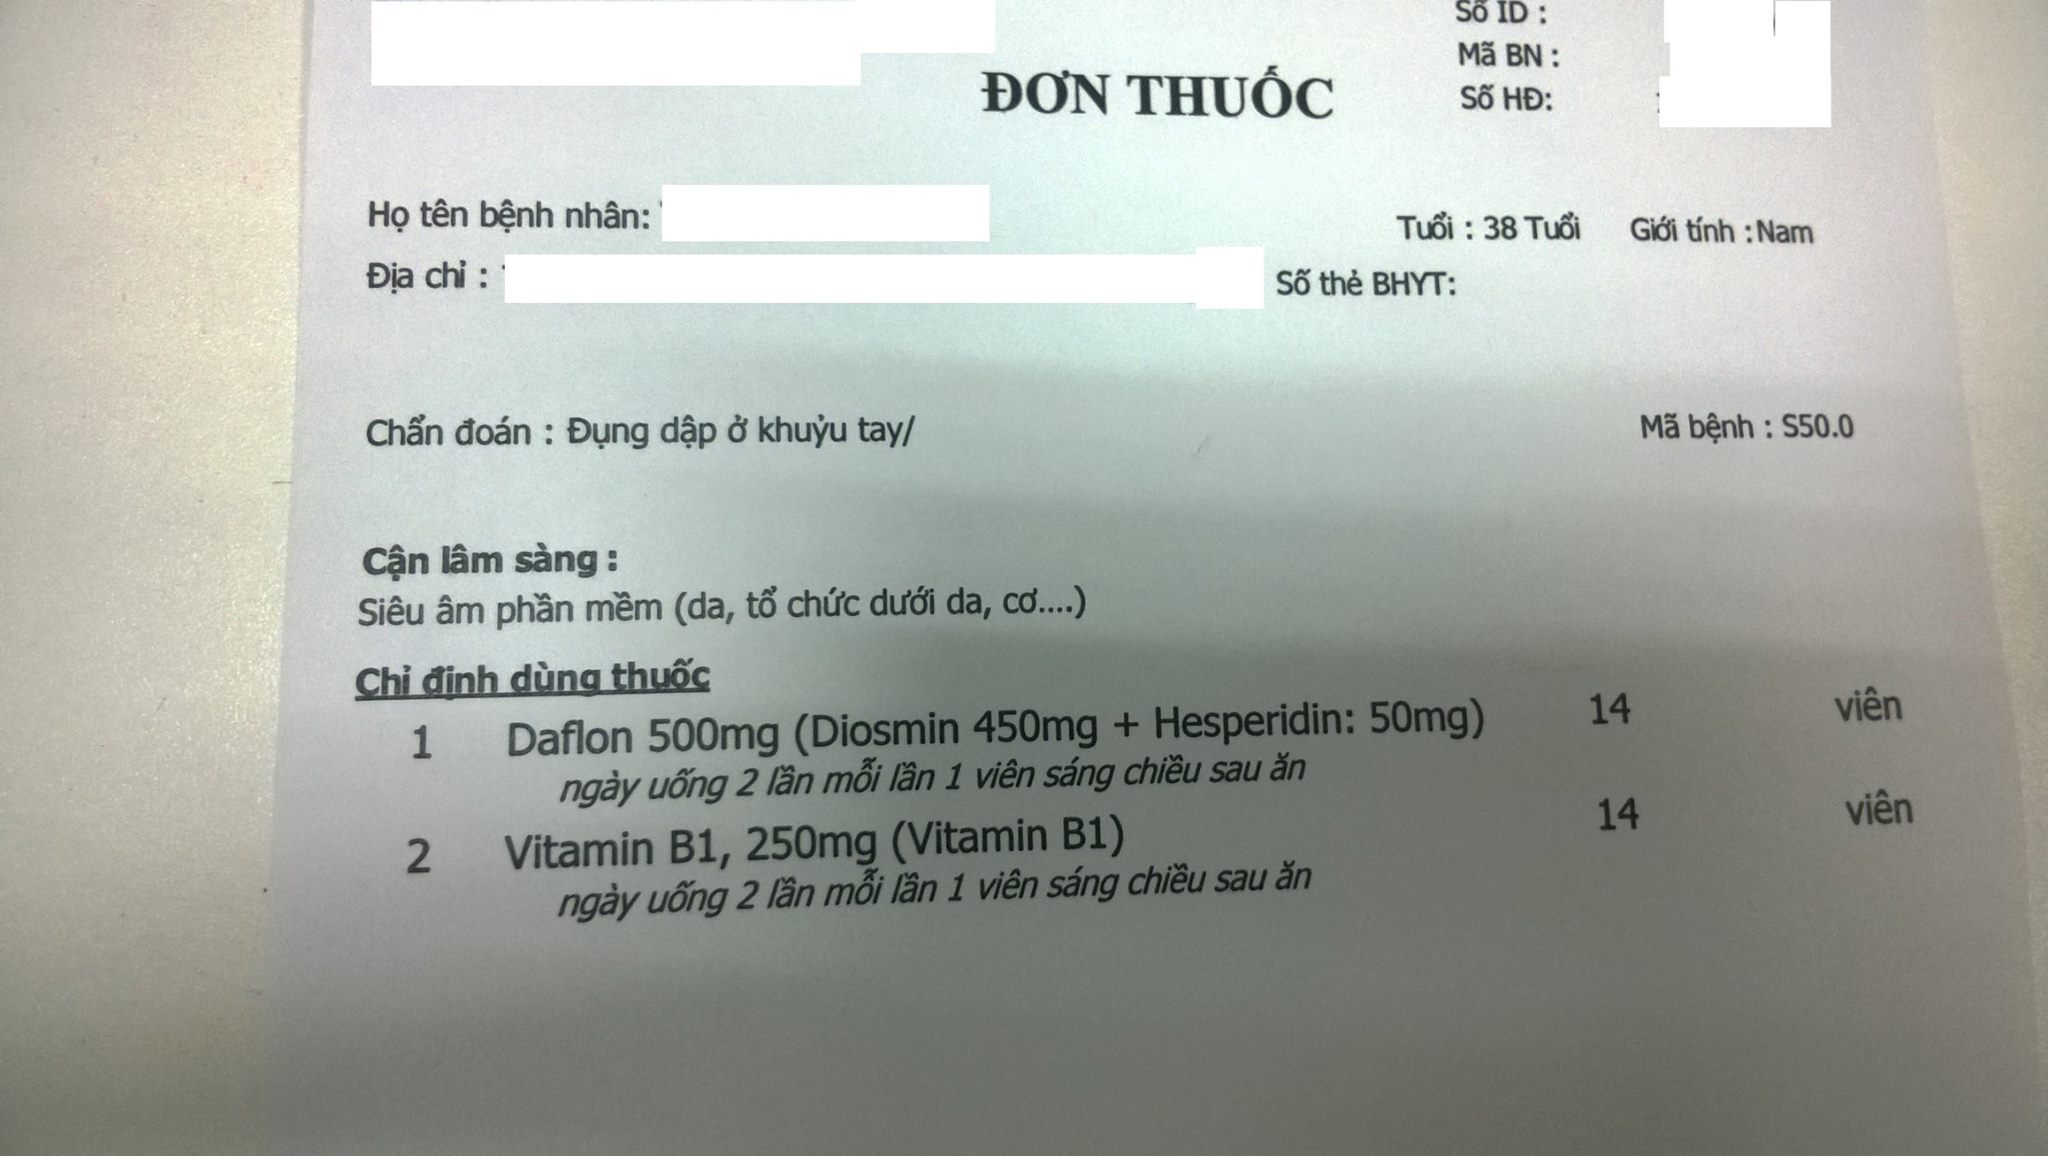 Số ID :
Mã BN :
ĐƠN THUỐC
Số HĐ:
Họ tên bệnh nhân:
Tuổi : 38 Tuổi Giới tính :Nam
Địa chỉ :
Số thẻ BHYT:
Chẩn đoán : Đụng dập ở khuỷu tay/
Mã bệnh : S50.0
Cận lâm sàng :
Siêu âm phần mềm (da, tổ chức dưới da, cơ....)
Chỉ định dùng thuốc
1 Daflon 500mg (Diosmin 450mg + Hesperidin: 50mg) 14 viên
ngày uống 2 lần mỗi lần 1 viên sáng chiều sau ăn
2 Vitamin B1, 250mg (Vitamin B1) 14 viên
ngày uống 2 lần mỗi lần 1 viên sáng chiều sau ăn